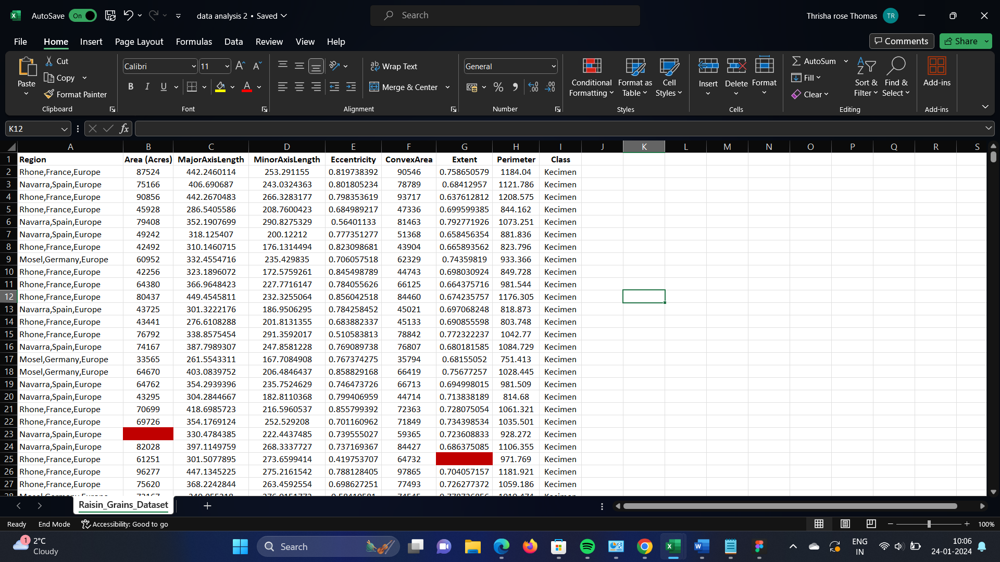 AutoSave On data analysis 2 • Saved Search Thrisha rose Thomas TR
File Home Insert Page Layout Formulas Data Review View Help Comments Share
Paste Cut Copy Format Painter Clipboard
Calibri 11 B I U A Font
Wrap Text Merge & Center Alignment
General % Number
Conditional Formatting Format as Table Cell Styles Styles
Insert Delete Format Cells
AutoSum Fill Clear Sort & Filter Find & Select Editing
Add-ins Add-ins
K12 fx
A B C D E F G H I J K L M N O P Q R S
1 Region Area (Acres) MajorAxisLength MinorAxisLength Eccentricity ConvexArea Extent Perimeter Class
2 Rhone,France,Europe 87524 442.2460114 253.291155 0.819738392 90546 0.758650579 1184.04 Kecimen
3 Navarra,Spain,Europe 75166 406.690687 243.0324363 0.801805234 78789 0.68412957 1121.786 Kecimen
4 Rhone,France,Europe 90856 442.2670483 266.3283177 0.798353619 93717 0.637612812 1208.575 Kecimen
5 Rhone,France,Europe 45928 286.5405586 208.7600423 0.684989217 47336 0.699599385 844.162 Kecimen
6 Navarra,Spain,Europe 79408 352.1907699 290.8275329 0.56401133 81463 0.792771926 1073.251 Kecimen
7 Navarra,Spain,Europe 49242 318.125407 200.12212 0.777351277 51368 0.658456354 881.836 Kecimen
8 Rhone,France,Europe 42492 310.1460715 176.1314494 0.823098681 43904 0.665893562 823.796 Kecimen
9 Mosel,Germany,Europe 60952 332.4554716 235.429835 0.706057518 62329 0.74359819 933.366 Kecimen
10 Rhone,France,Europe 42256 323.1896072 172.5759261 0.845498789 44743 0.698030924 849.728 Kecimen
11 Rhone,France,Europe 64380 366.9648423 227.7716147 0.784055626 66125 0.664375716 981.544 Kecimen
12 Rhone,France,Europe 80437 449.4545811 232.3255064 0.856042518 84460 0.674235757 1176.305 Kecimen
13 Navarra,Spain,Europe 43725 301.3222176 186.9506295 0.784258452 45021 0.697068248 818.873 Kecimen
14 Rhone,France,Europe 43441 276.6108288 201.8131355 0.683882337 45133 0.690855598 803.748 Kecimen
15 Rhone,France,Europe 76792 338.8575454 291.3592017 0.510583813 78842 0.772322237 1042.77 Kecimen
16 Navarra,Spain,Europe 74167 387.7989307 247.8581228 0.769089738 76807 0.680181585 1084.729 Kecimen
17 Mosel,Germany,Europe 33565 261.5543311 167.7084908 0.767374275 35794 0.68155052 751.413 Kecimen
18 Mosel,Germany,Europe 64670 403.0839752 206.4846437 0.858829168 66419 0.75677257 1028.445 Kecimen
19 Navarra,Spain,Europe 64762 354.2939396 235.7524629 0.746473726 66713 0.694998015 981.509 Kecimen
20 Navarra,Spain,Europe 43295 304.2844667 182.8110368 0.799406959 44714 0.713838189 814.68 Kecimen
21 Rhone,France,Europe 70699 418.6985723 216.5960537 0.855799392 72363 0.728075054 1061.321 Kecimen
22 Rhone,France,Europe 69726 354.1769124 252.529208 0.701160962 71849 0.734398534 1035.501 Kecimen
23 Navarra,Spain,Europe 330.4784385 222.4437485 0.739555027 59365 0.723608833 928.272 Kecimen
24 Navarra,Spain,Europe 82028 397.1149759 268.3337727 0.737169367 84427 0.686375085 1106.355 Kecimen
25 Rhone,France,Europe 61251 301.5077895 273.6599414 0.419753707 64732 971.769 Kecimen
26 Rhone,France,Europe 96277 447.1345225 275.2161542 0.788128405 97865 0.704057157 1181.921 Kecimen
27 Rhone,France,Europe 75620 368.2242844 263.4592554 0.698627251 77493 0.726277372 1059.186 Kecimen
Raisin_Grains_Dataset
Ready End Mode Accessibility: Good to go 100%
1 2°C Cloudy Search ENG IN 10:06 24-01-2024